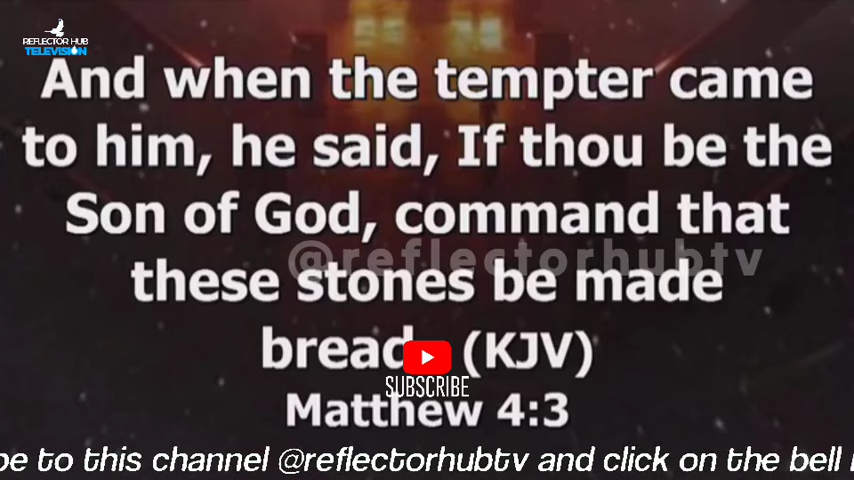 REFLECTOR HUB
TELEVISION
And when the tempter came
to him, he said, If thou be the
Son of God, command that
@reflectorhubtv
these stones be made
bread (KJV)
SUBSCRIBE
Matthew 4:3
to this channel @reflectorhubtv and click on the bell